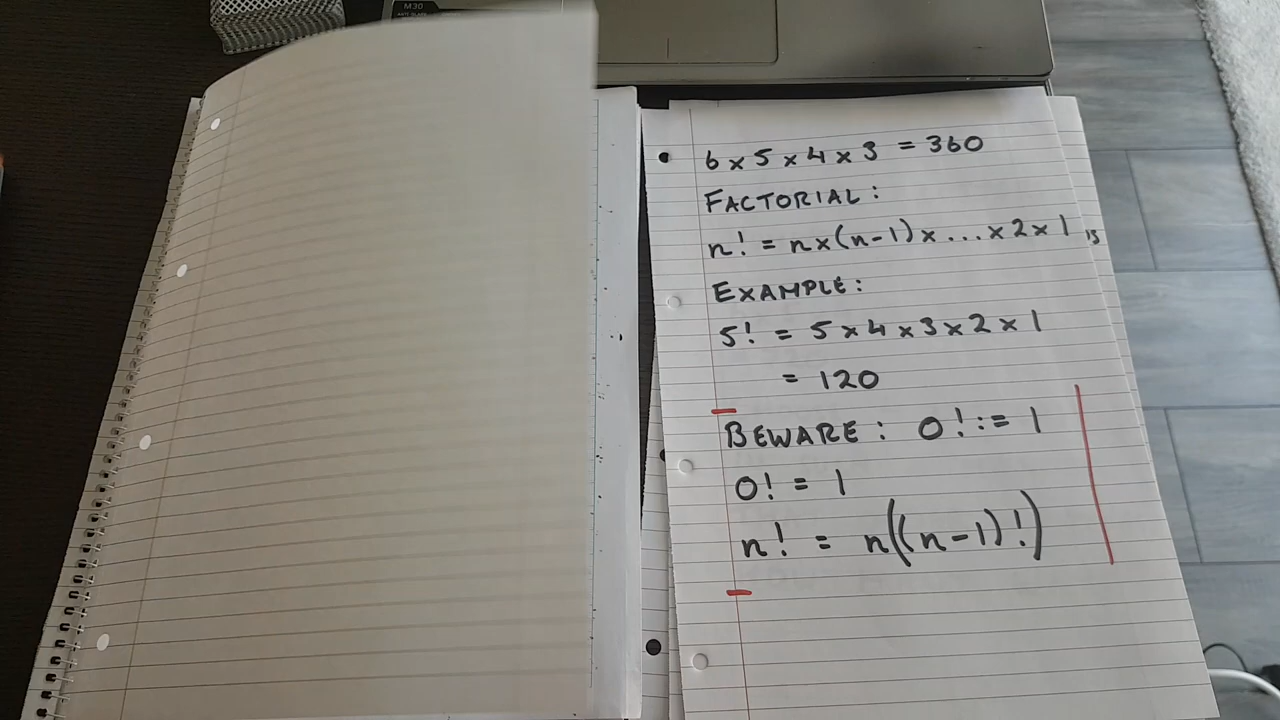 M30
6 x 5 x 4 x 3 = 360
FACTORIAL:
n! = n x (n-1) x ... x 2 x 1
EXAMPLE:
5! = 5 x 4 x 3 x 2 x 1
= 120
BEWARE: 0! := 1
0! = 1
n! = n((n-1)!)